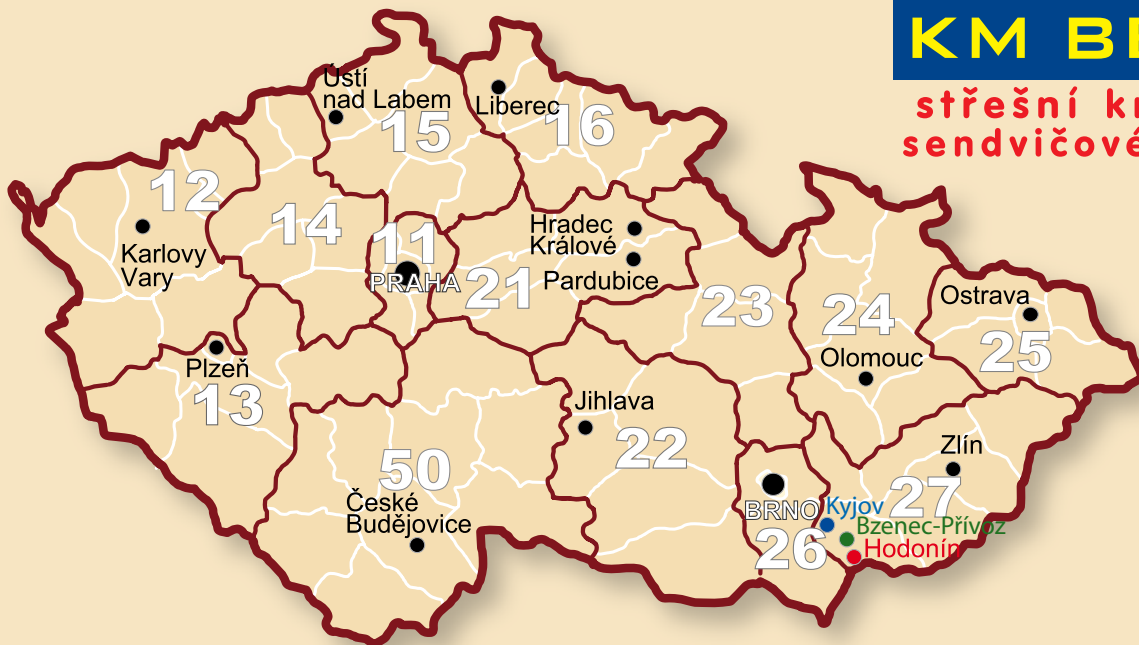 KM
střešní
sendvičové
Ústí
nad Labem
Liberec
15
16
12
14
11
Karlovy
Vary
PRAHA
Hradec
Králové
Pardubice
21
23
24
Ostrava
25
Olomouc
Plzeň
13
Jihlava
22
Zlín
27
50
České
Budějovice
BRNO
26
Kyjov
Bzenec-Přívoz
Hodonín